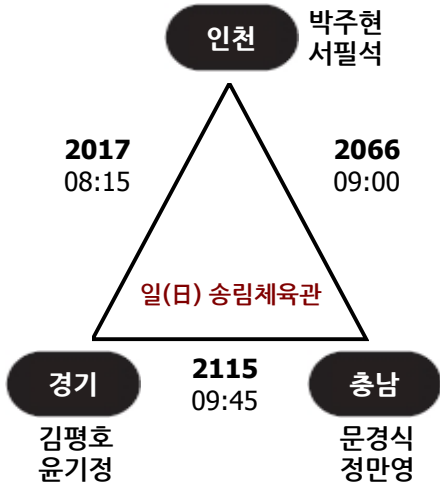 인천
박주현
서필석
2017
08:15
2066
09:00
일(日) 송림체육관
경기
2115
09:45
충남
김평호
윤기정
문경식
정만영